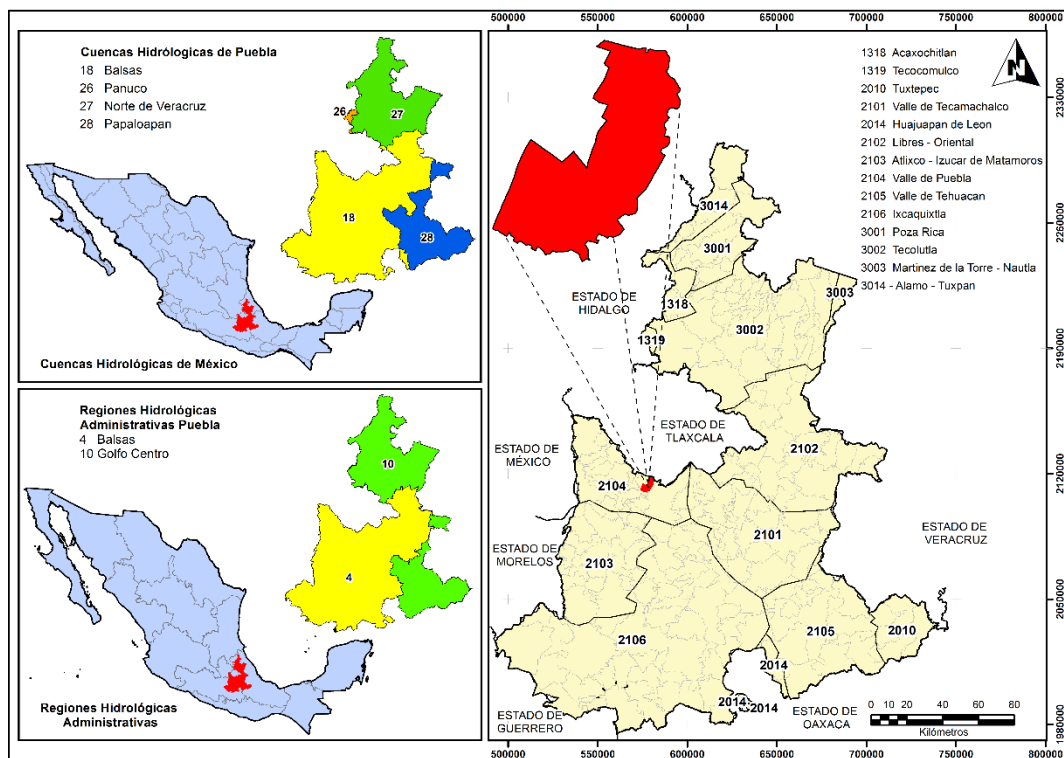 Cuencas Hidrólogicas de Puebla
18 Balsas
26 Panuco
27 Norte de Veracruz
28 Papaloapan
26
27
18
28
Cuencas Hidrológicas de México
Regiones Hidrológicas
Administrativas Puebla
4 Balsas
10 Golfo Centro
10
4
Regiones Hidrológicas
Administrativas
500000 550000 600000 650000 700000 750000 800000
1318 Acaxochitlan
1319 Tecocomulco
2010 Tuxtepec
2101 Valle de Tecamachalco
2014 Huajuapan de Leon
2102 Libres - Oriental
2103 Atlixco - Izucar de Matamoros
2104 Valle de Puebla
2105 Valle de Tehuacan
2106 Ixcaquixtla
3001 Poza Rica
3002 Tecolutla
3003 Martinez de la Torre - Nautla
3014 - Alamo - Tuxpan
N
2330000
2260000
2190000
2120000
2050000
1980000
3014
3001
3003
ESTADO DE
HIDALGO
1318
3002
1319
ESTADO DE
TLAXCALA
ESTADO DE
MÉXICO
2102
2104
2101
ESTADO DE
VERACRUZ
ESTADO DE
MORELOS
2103
2106
2105
2010
2014
2014
2014
ESTADO DE
GUERRERO
ESTADO DE
OAXACA
0 10 20 40 60 80
Kilómetros
500000 550000 600000 650000 700000 750000 800000